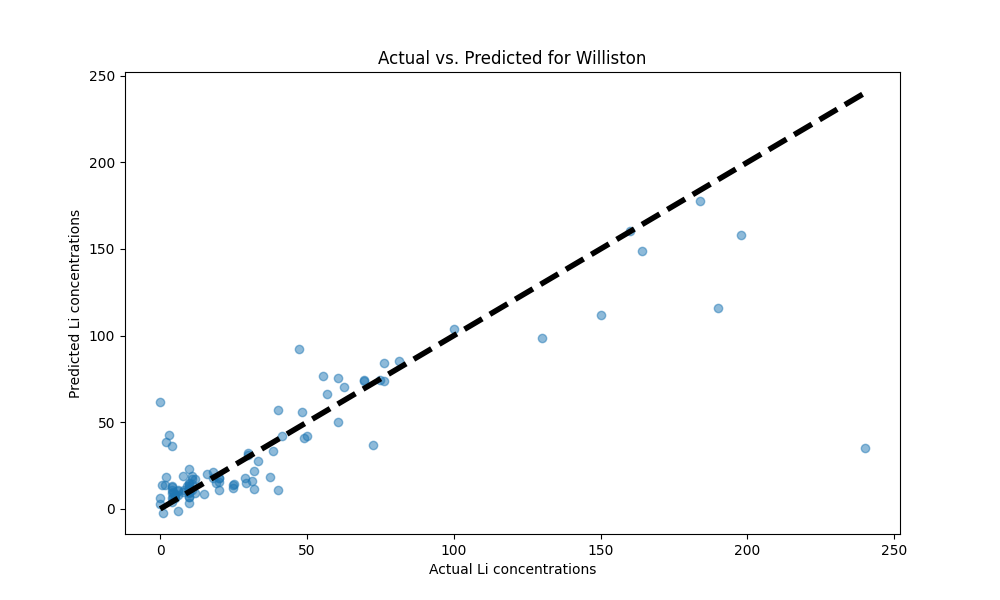 Actual vs. Predicted for Williston
Predicted Li concentrations
250
200
150
100
50
0
0 50 100 150 200 250
Actual Li concentrations